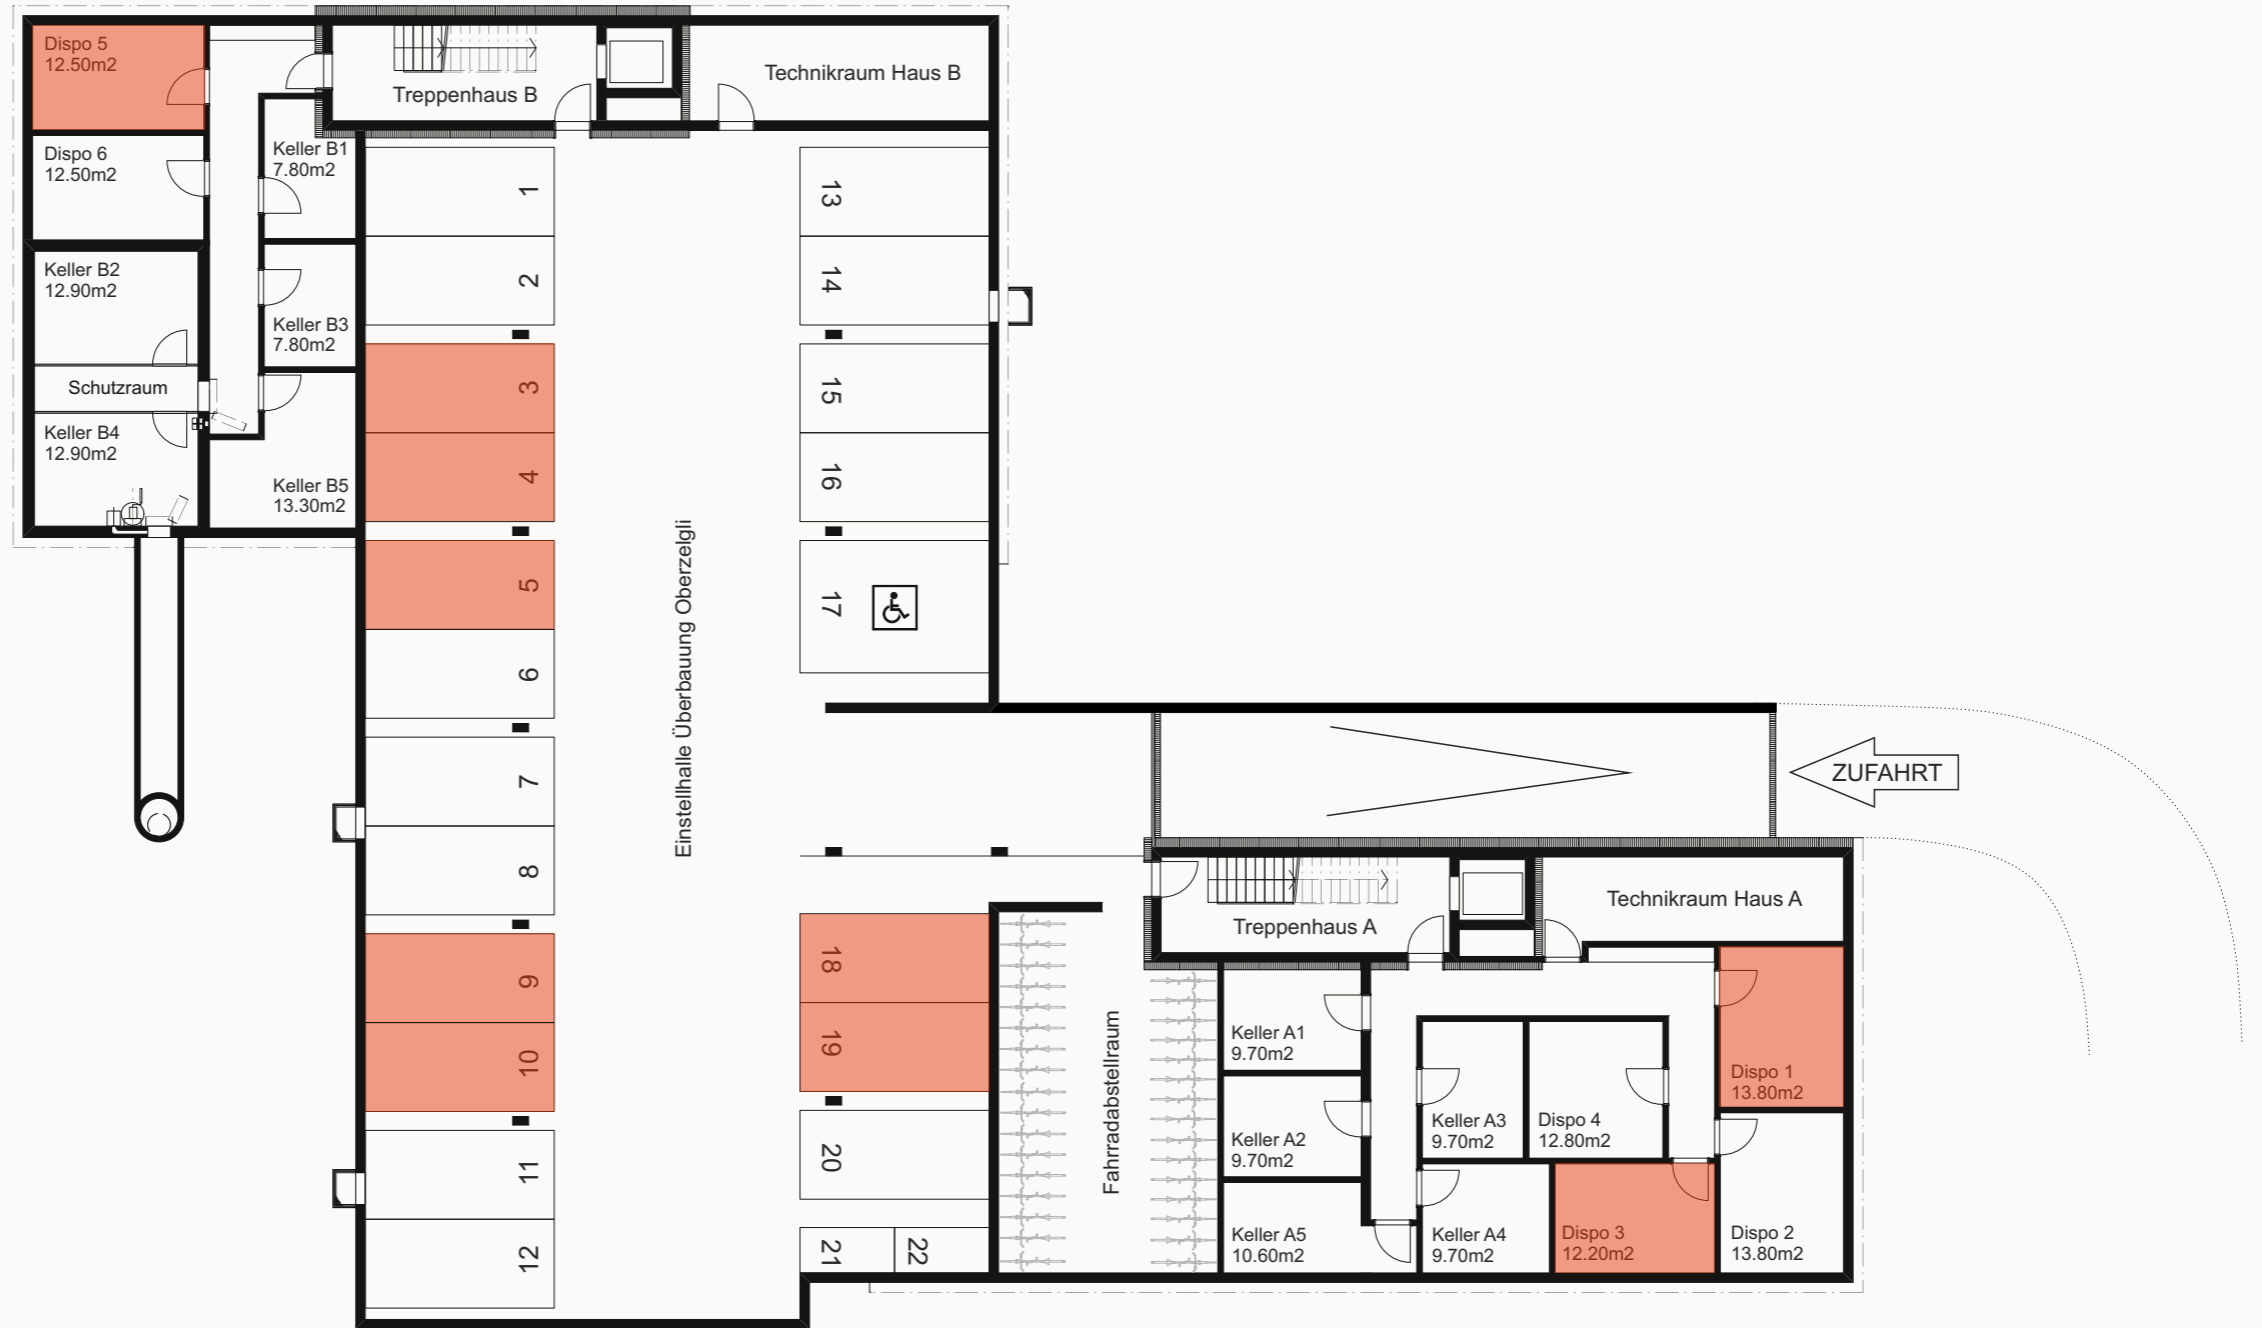 Dispo 5
12.50m2
Treppenhaus B
Technikraum Haus B
Dispo 6
12.50m2
Keller B1
7.80m2
Keller B2
12.90m2
Keller B3
7.80m2
Schutzraum
Keller B4
12.90m2
Keller B5
13.30m2
1
2
3
4
5
6
7
8
9
10
11
12
Einstellhalle Überbauung Oberzelgli
13
14
15
16
17
18
19
20
21
22
ZUFAHRT
Fahrradabstellraum
Treppenhaus A
Technikraum Haus A
Keller A1
9.70m2
Keller A2
9.70m2
Keller A5
10.60m2
Keller A3
9.70m2
Dispo 4
12.80m2
Dispo 1
13.80m2
Keller A4
9.70m2
Dispo 3
12.20m2
Dispo 2
13.80m2